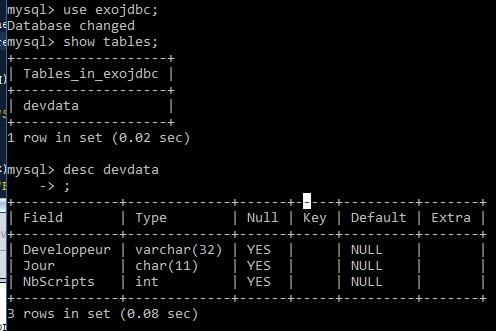 mysql> use exojdbc;
Database changed
mysql> show tables;
+--------------------+
| Tables_in_exojdbc |
+--------------------+
| devdata |
+--------------------+
1 row in set (0.02 sec)
mysql> desc devdata
-> ;
+-------------+-------------+------+-----+---------+-------+
| Field | Type | Null | Key | Default | Extra |
+-------------+-------------+------+-----+---------+-------+
| Developpeur | varchar(32) | YES | | NULL | |
| Jour | char(11) | YES | | NULL | |
| NbScripts | int | YES | | NULL | |
+-------------+-------------+------+-----+---------+-------+
3 rows in set (0.08 sec)